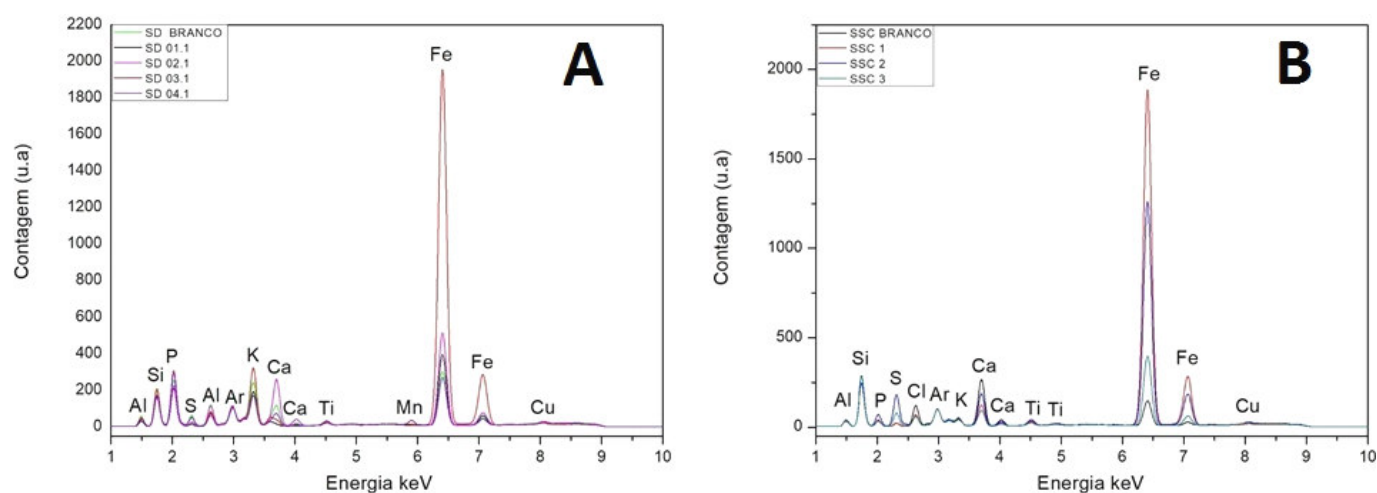 SD BRANCO
SD 01.1
SD 02.1
SD 03.1
SD 04.1
A
Contagem (u.a)
2200
2000
1800
1600
1400
1200
1000
800
600
400
200
0
Al
Si
P
S
Al
Ar
K
Ca
Ca
Ti
Mn
Fe
Fe
Cu
1 2 3 4 5 6 7 8 9 10
Energia keV
SSC BRANCO
SSC 1
SSC 2
SSC 3
B
Contagem (u.a)
2000
1500
1000
500
0
Al
Si
P
S
Cl
Ar
K
Ca
Ca
Ti
Ti
Fe
Fe
Cu
1 2 3 4 5 6 7 8 9 10
Energia keV